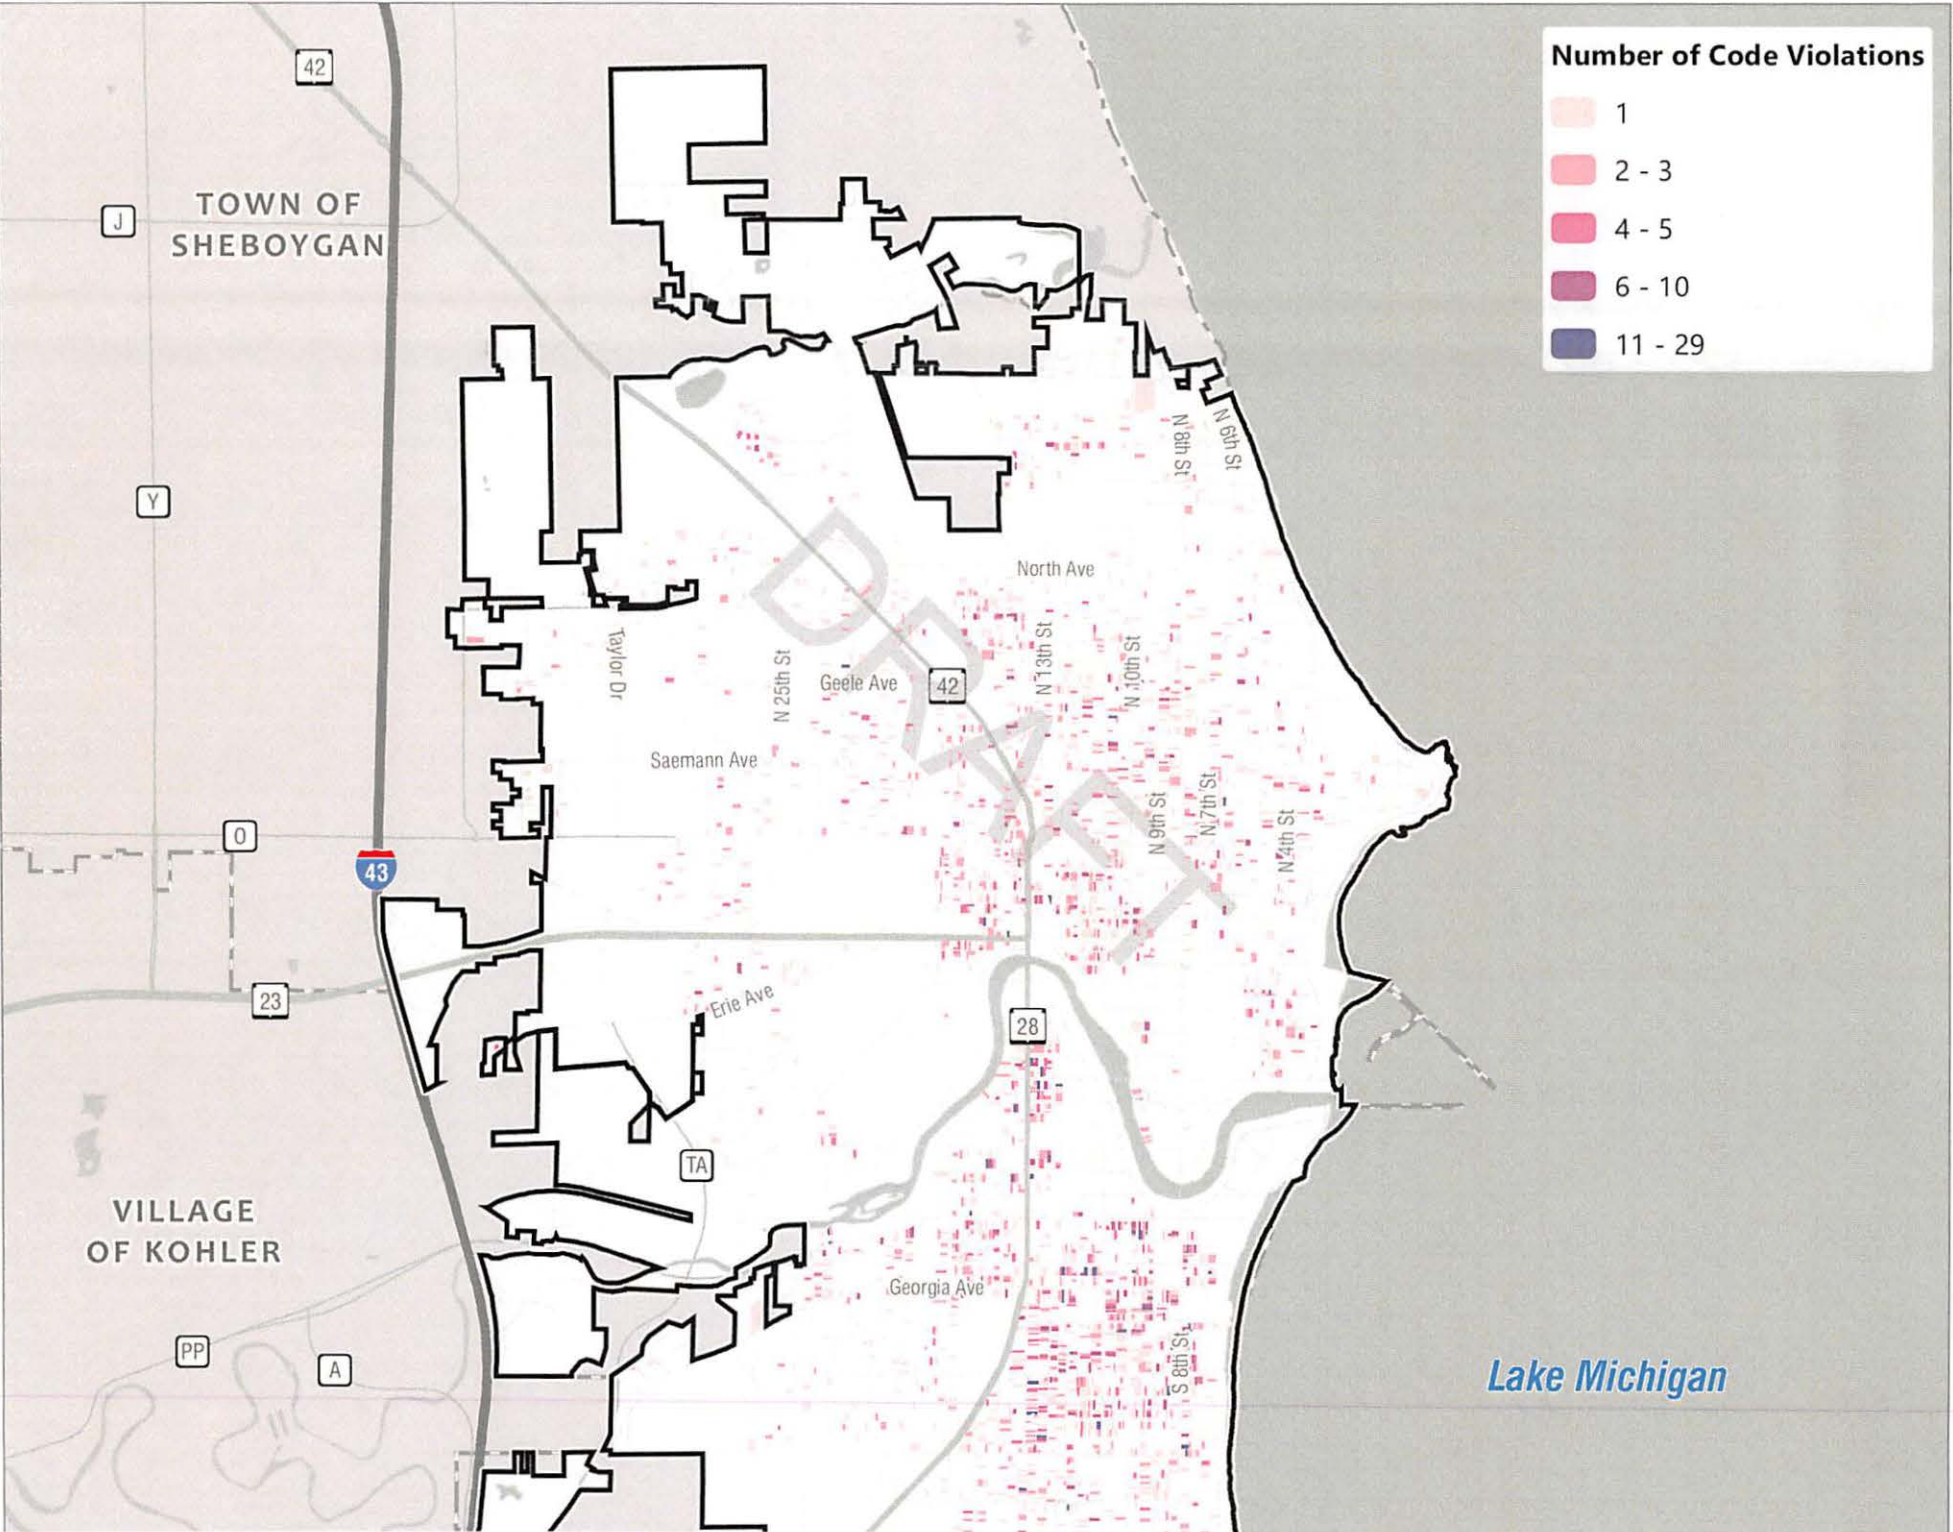 Number of Code Violations
1
2 - 3
4 - 5
6 - 10
11 - 29
42
TOWN OF
SHEBOYGAN
J
Y
N 8th St
N 6th St
North Ave
Taylor Dr
N 25th St
Geele Ave
42
N 13th St
N 10th St
Saemann Ave
DRAFT
N 9th St
N 7th St
N 4th St
O
43
23
Erie Ave
28
TA
VILLAGE
OF KOHLER
Georgia Ave
PP
A
S 8th St
Lake Michigan